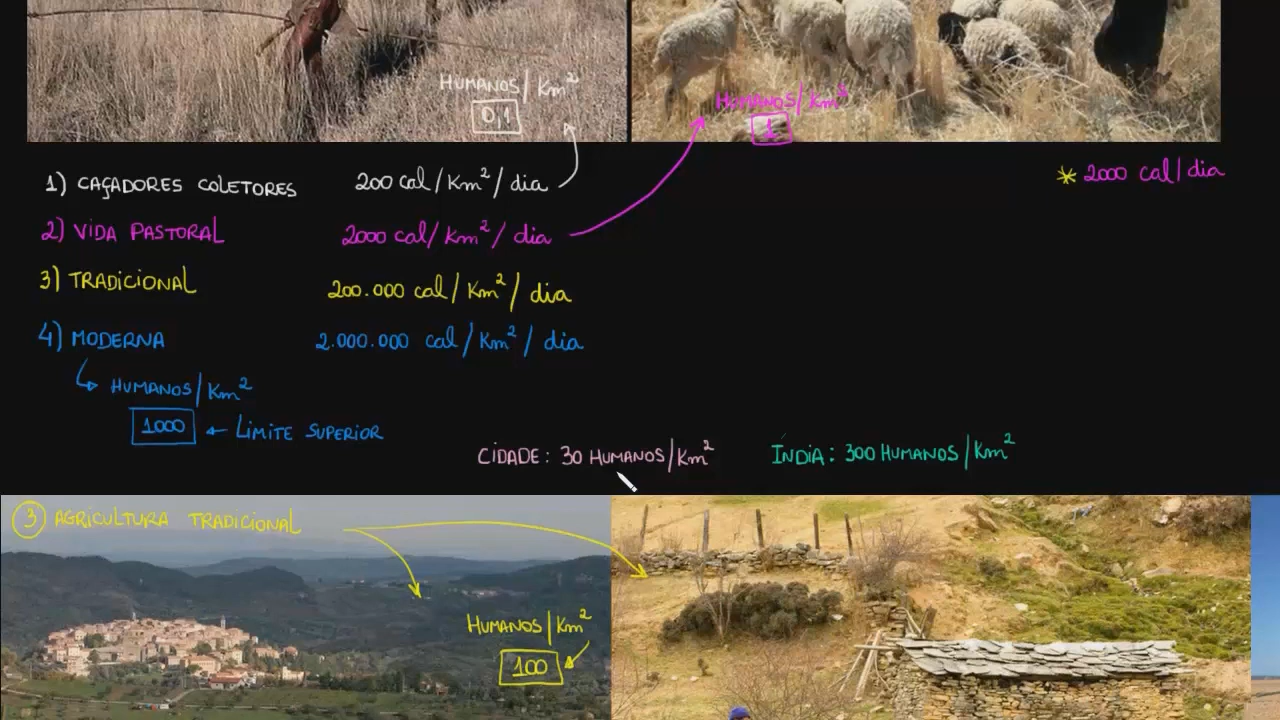 HUMANOS/Km²
0,1
HUMANOS/Km²
1
* 2000 cal/dia
1) CAÇADORES COLETORES 200 cal/Km²/dia
2) VIDA PASTORAL 2000 cal/Km²/dia
3) TRADICIONAL 200.000 cal/Km²/dia
4) MODERNA 2.000.000 cal/Km²/dia
HUMANOS/Km²
1000 ← LIMITE SUPERIOR
CIDADE: 30 HUMANOS/Km²
ÍNDIA: 300 HUMANOS/Km²
3 AGRICULTURA TRADICIONAL
HUMANOS/Km²
100